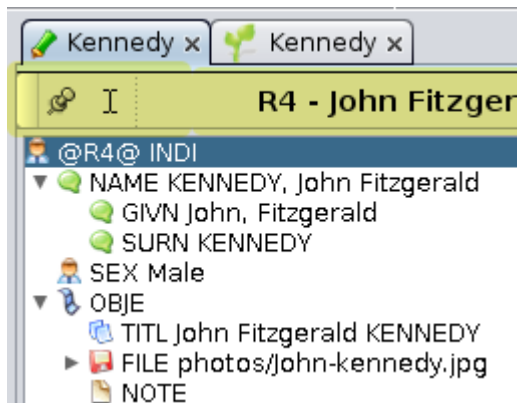 Kennedy x Kennedy x
R4 - John Fitzger
@R4@ INDI
NAME KENNEDY, John Fitzgerald
GIVN John, Fitzgerald
SURN KENNEDY
SEX Male
OBJE
TITL John Fitzgerald KENNEDY
FILE photos/John-kennedy.jpg
NOTE